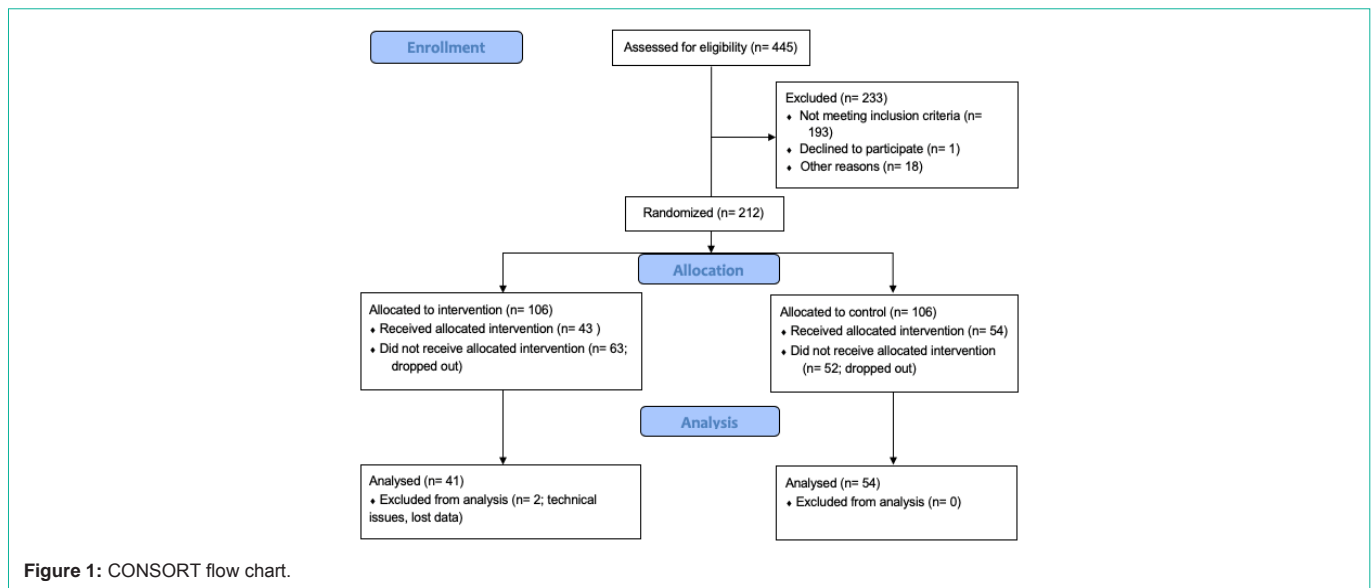 Enrollment
Assessed for eligibility (n= 445)
Excluded (n= 233)
♦ Not meeting inclusion criteria (n=
193)
♦ Declined to participate (n= 1)
♦ Other reasons (n= 18)
Randomized (n= 212)
Allocation
Allocated to intervention (n= 106)
♦ Received allocated intervention (n= 43 )
♦ Did not receive allocated intervention (n= 63;
dropped out)
Allocated to control (n= 106)
♦ Received allocated intervention (n= 54)
♦ Did not receive allocated intervention
(n= 52; dropped out)
Analysis
Analysed (n= 41)
♦ Excluded from analysis (n= 2; technical
issues, lost data)
Analysed (n= 54)
♦ Excluded from analysis (n= 0)
Figure 1: CONSORT flow chart.